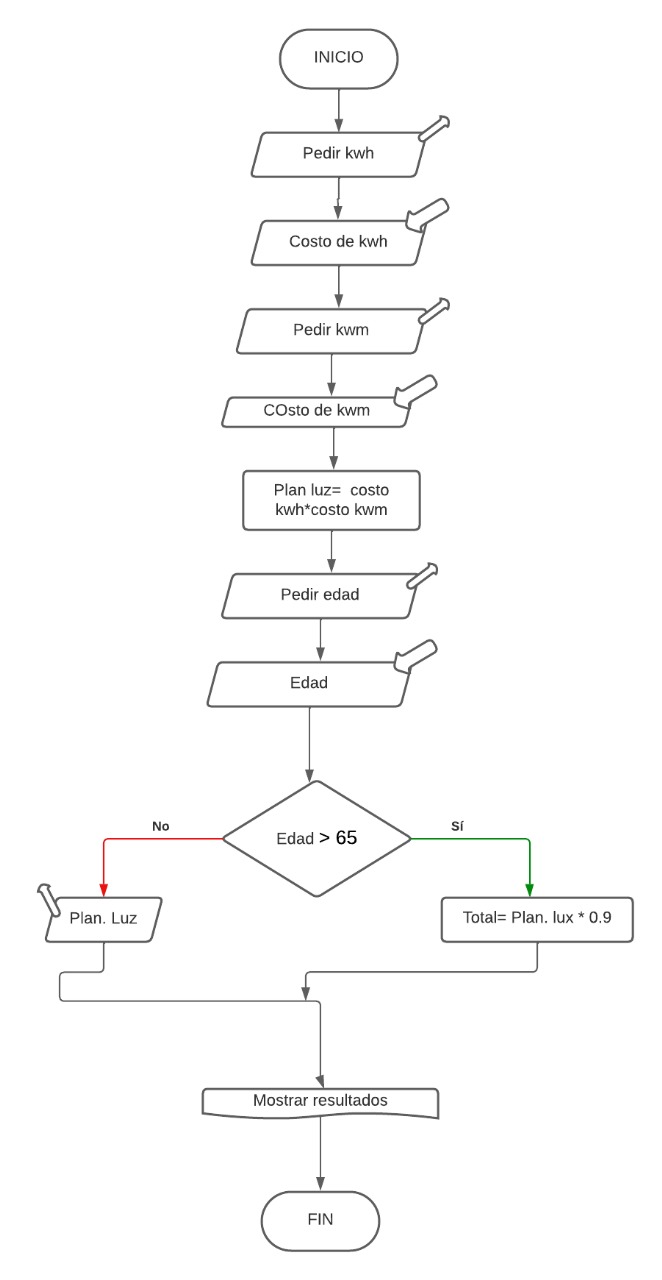 INICIO
Pedir kwh
Costo de kwh
Pedir kwm
COsto de kwm
Plan luz=  costo
kwh*costo kwm
Pedir edad
Edad
Edad > 65
No
Sí
Plan. Luz
Total= Plan. lux * 0.9
Mostrar resultados
FIN